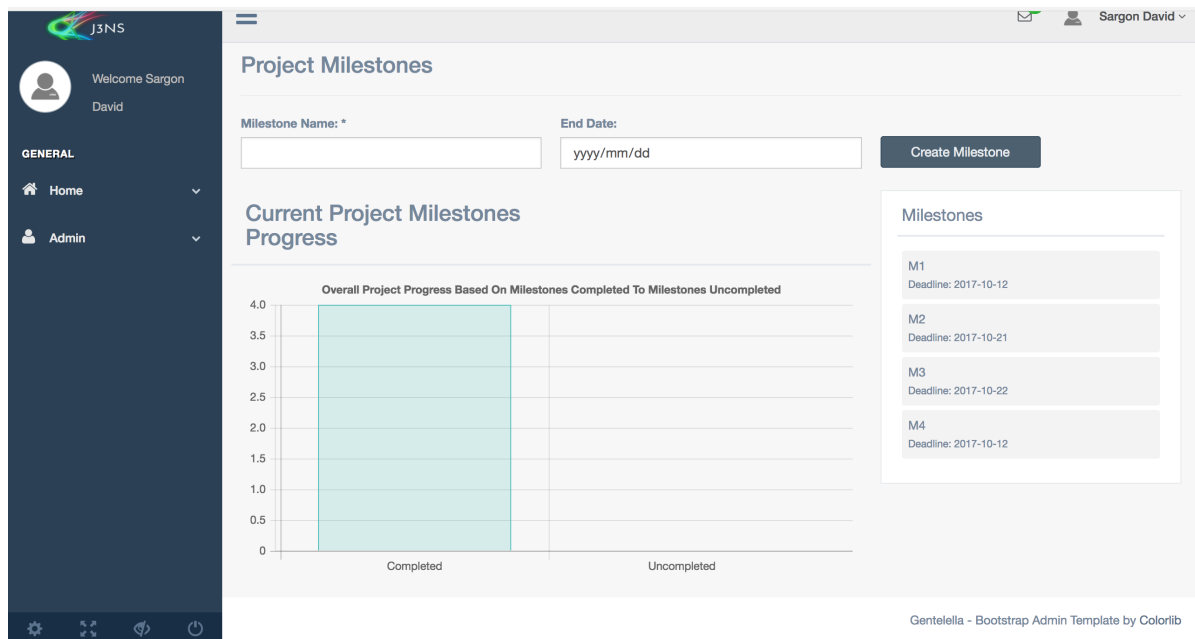 J3NS
Sargon David
Welcome Sargon
David
GENERAL
Home
Admin
Project Milestones
Milestone Name: *
End Date:
yyyy/mm/dd
Create Milestone
Current Project Milestones
Progress
Overall Project Progress Based On Milestones Completed To Milestones Uncompleted
4.0
3.5
3.0
2.5
2.0
1.5
1.0
0.5
0
Completed
Uncompleted
Milestones
M1
Deadline: 2017-10-12
M2
Deadline: 2017-10-21
M3
Deadline: 2017-10-22
M4
Deadline: 2017-10-12
Gentelella - Bootstrap Admin Template by Colorlib